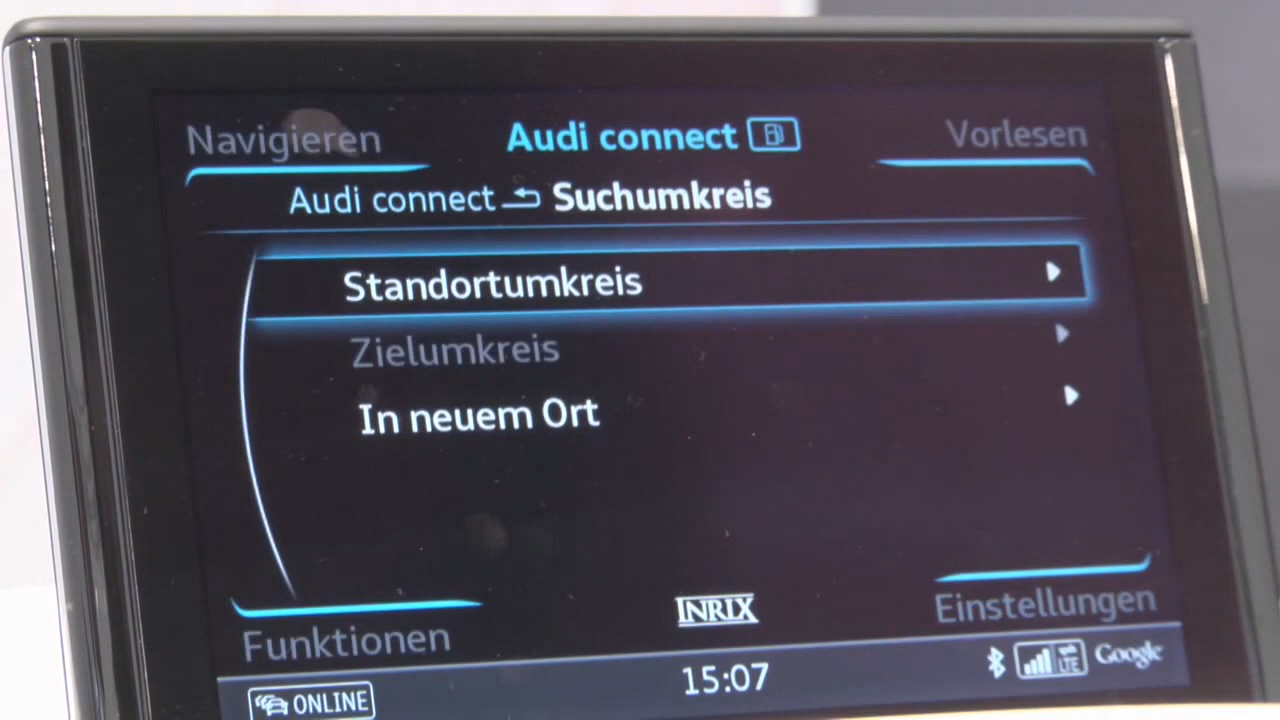 Navigieren Audi connect Vorlesen
Audi connect Suchumkreis
Standortumkreis
Zielumkreis
In neuem Ort
INRIX
Funktionen Einstellungen
ONLINE 15:07 LTE Google